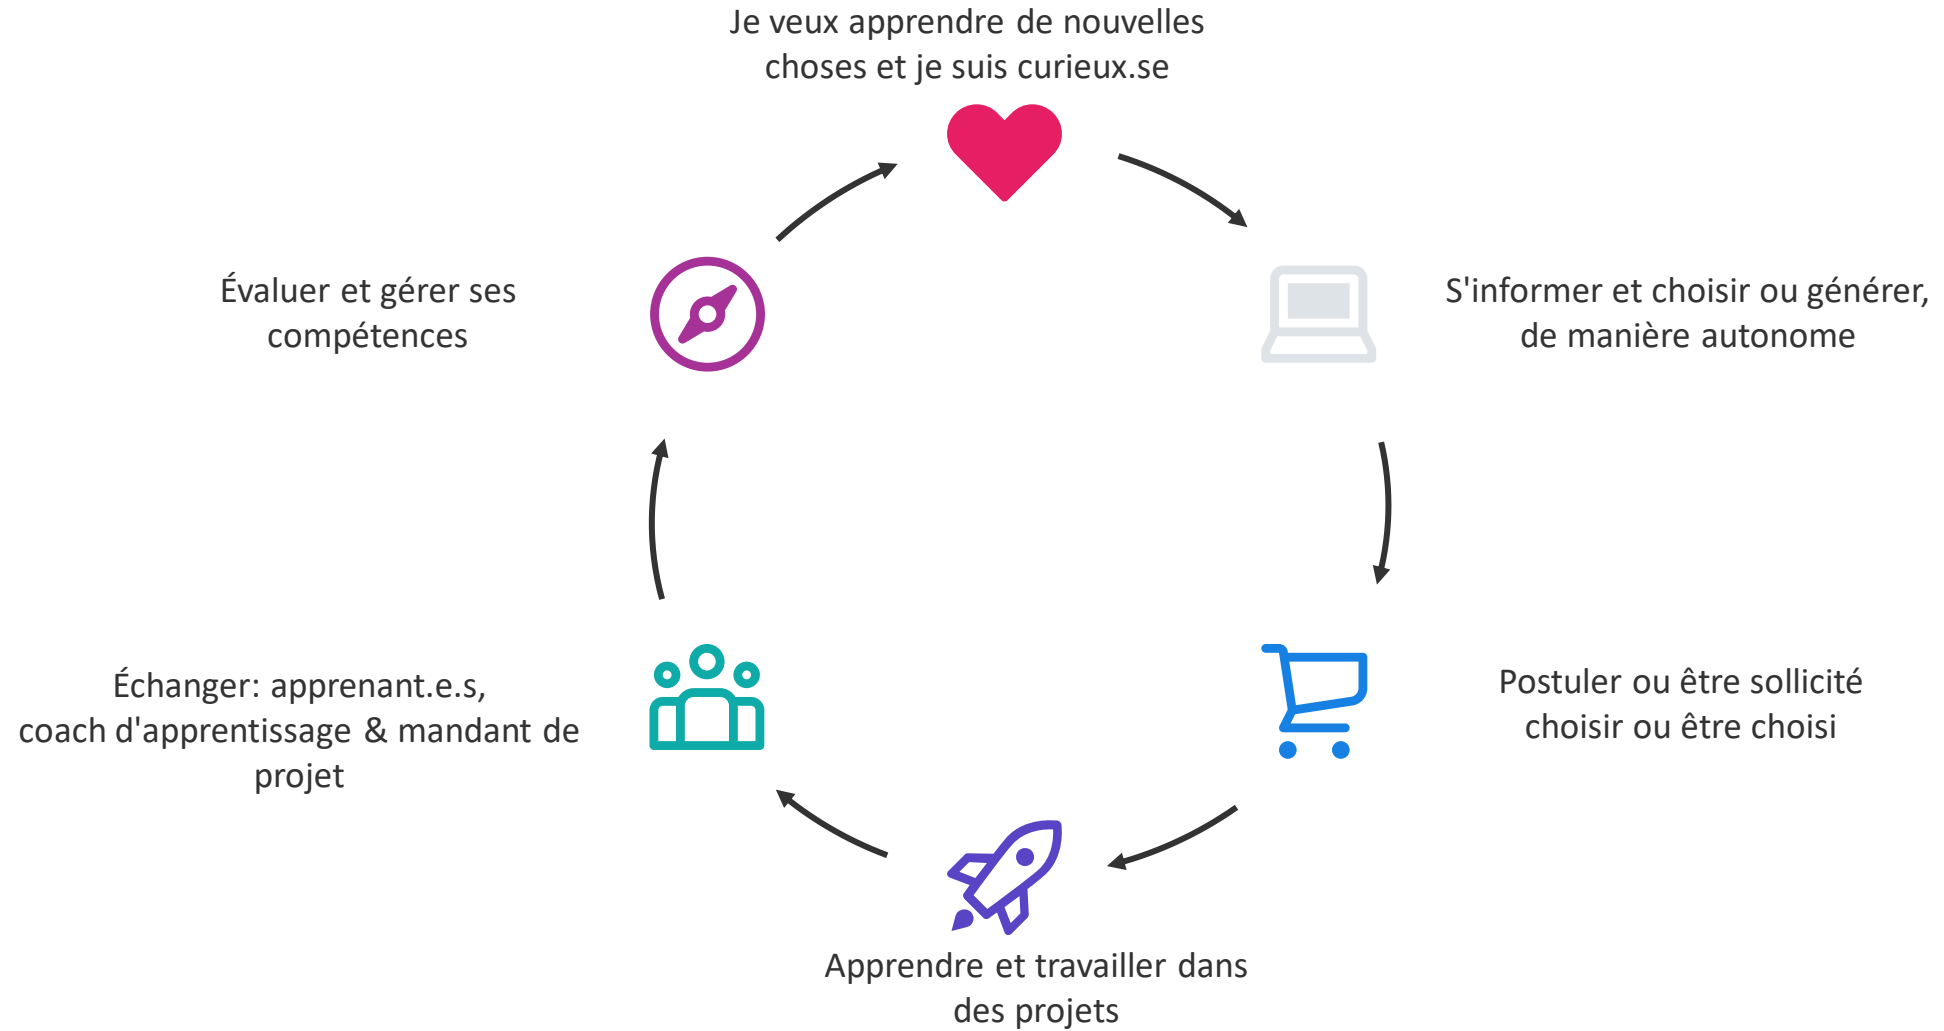 Je veux apprendre de nouvelles
choses et je suis curieux.se
S'informer et choisir ou générer,
de manière autonome
Postuler ou être sollicité
choisir ou être choisi
Apprendre et travailler dans
des projets
Échanger: apprenant.e.s,
coach d'apprentissage & mandant de
projet
Évaluer et gérer ses
compétences